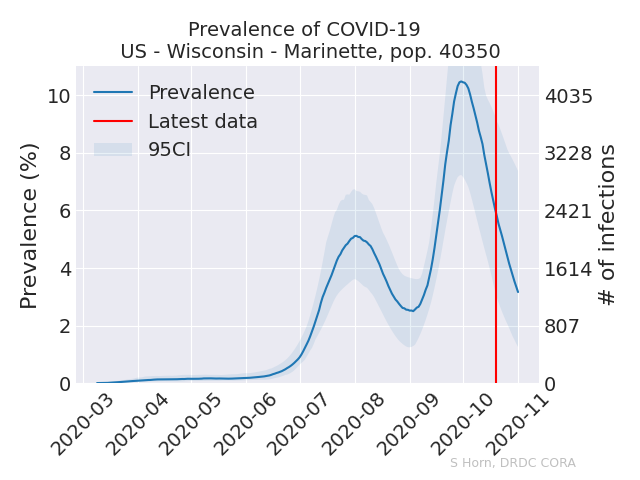 Prevalence of COVID-19
US - Wisconsin - Marinette, pop. 40350
Prevalence
Latest data
95CI
Prevalence (%)
10
8
6
4
2
0
4035
3228
2421
1614
807
0
# of infections
2020-03
2020-04
2020-05
2020-06
2020-07
2020-08
2020-09
2020-10
2020-11
S Horn, DRDC CORA